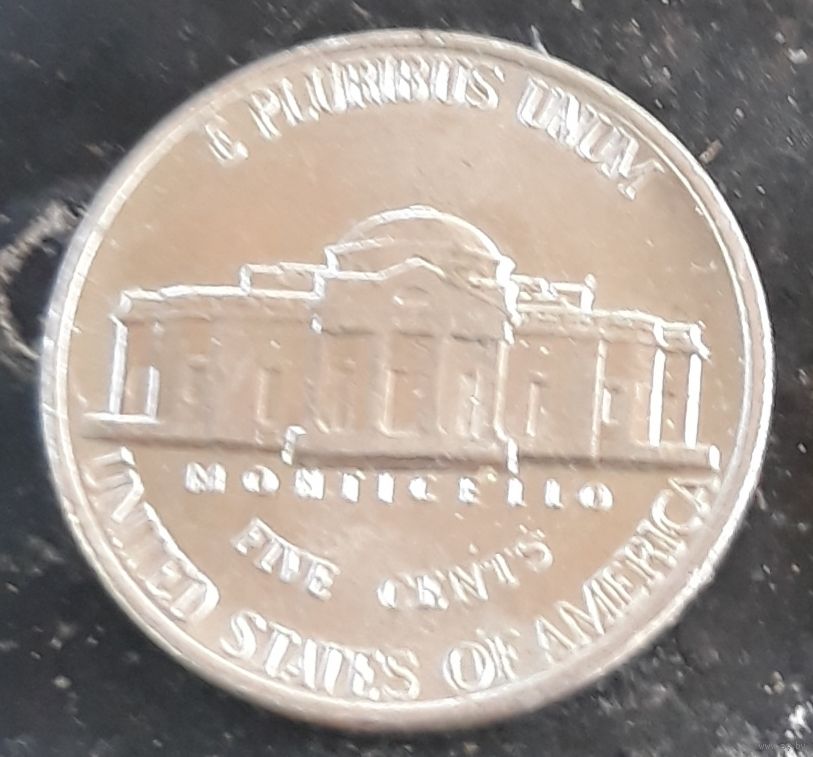 E PLURIBUS UNUM
MONTICELLO
FIVE CENTS
UNITED STATES OF AMERICA